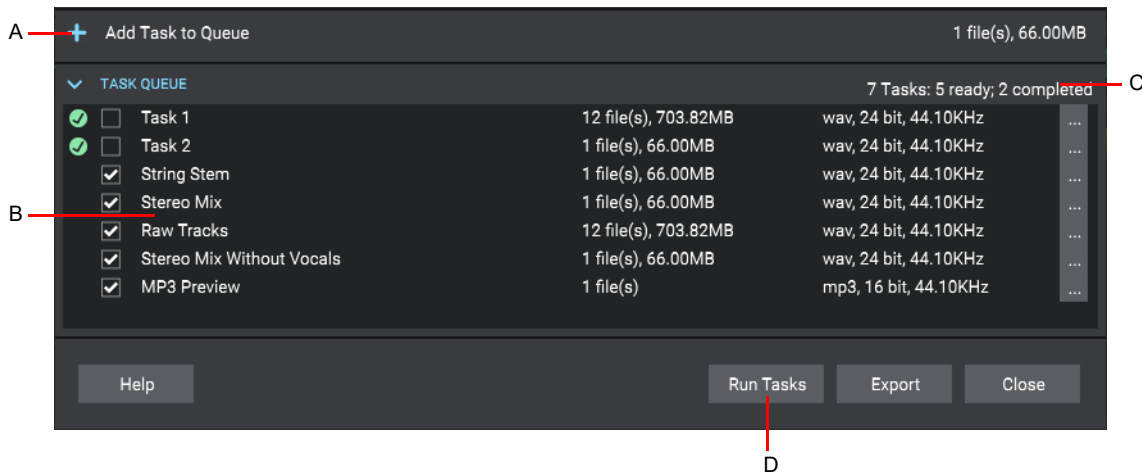 A
Add Task to Queue 1 file(s), 66.00MB
TASK QUEUE 7 Tasks: 5 ready; 2 completed
C
Task 1 12 file(s), 703.82MB wav, 24 bit, 44.10KHz ...
Task 2 1 file(s), 66.00MB wav, 24 bit, 44.10KHz ...
String Stem 1 file(s), 66.00MB wav, 24 bit, 44.10KHz ...
B
Stereo Mix 1 file(s), 66.00MB wav, 24 bit, 44.10KHz ...
Raw Tracks 12 file(s), 703.82MB wav, 24 bit, 44.10KHz ...
Stereo Mix Without Vocals 1 file(s), 66.00MB wav, 24 bit, 44.10KHz ...
MP3 Preview 1 file(s) mp3, 16 bit, 44.10KHz ...
Help Run Tasks Export Close
D